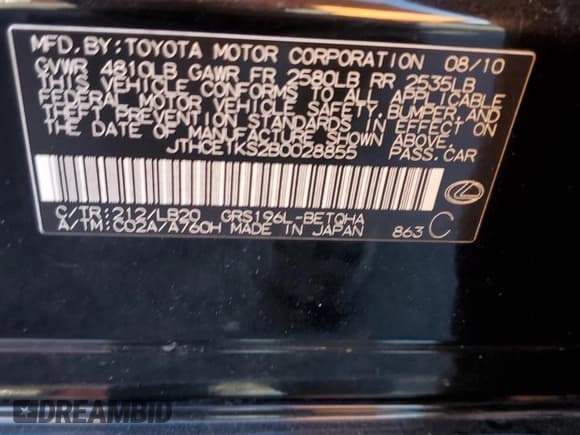 MFD.BY:TOYOTA MOTOR CORPORATION 08/10
GVWR 4810LB GAWR FR 2580LB RR 2535LB
THIS VEHICLE CONFORMS TO ALL APPLICABLE
FEDERAL MOTOR VEHICLE SAFETY,BUMPER,AND
THEFT PREVENTION STANDARDS IN EFFECT ON
THE DATE OF MANUFACTURE SHOWN ABOVE.
JTHCE1KS2B0028855 PASS.CAR
C/TR:212/LB20 GRS196L-BETQHA
A/TM:C02A/A760H MADE IN JAPAN 863 C
DREAMBID